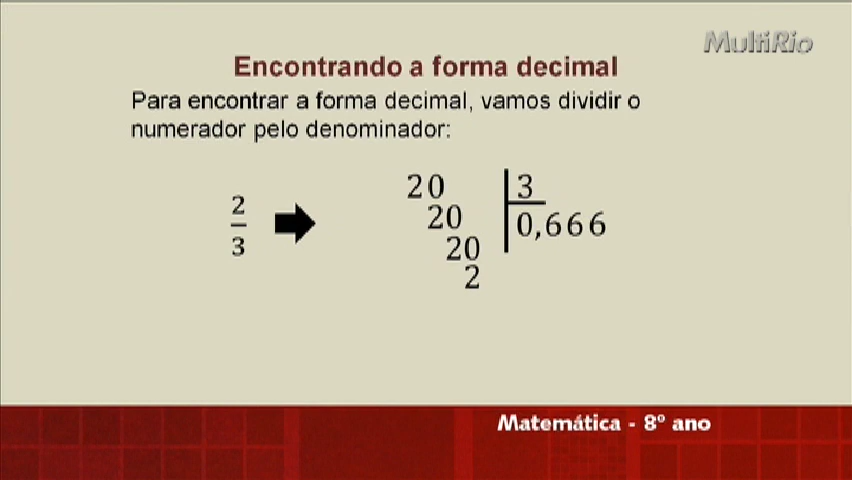 MultiRio
Encontrando a forma decimal
Para encontrar a forma decimal, vamos dividir o
numerador pelo denominador:
2
3
20
20
20
2
3
0,666
Matemática - 8º ano